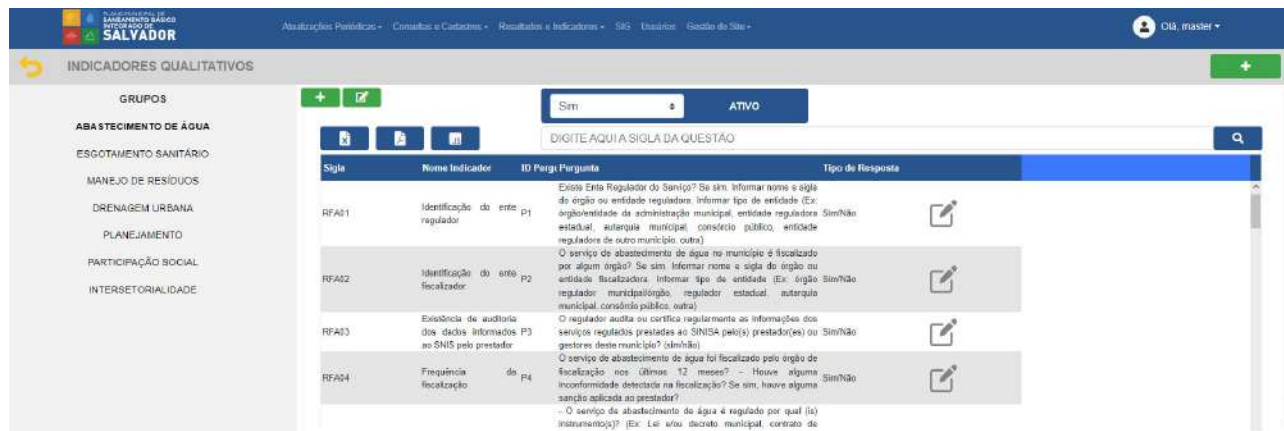 PLANO MUNICIPAL DE
SANEAMENTO BÁSICO
INTEGRADO DE
SALVADOR
Atualizações Periódicas
Consultas e Cadastros
Resultados e Indicadores
SIG
Usuários
Gestão do Site
Olá, master
INDICADORES QUALITATIVOS
+
GRUPOS
ABASTECIMENTO DE ÁGUA
ESGOTAMENTO SANITÁRIO
MANEJO DE RESÍDUOS
DRENAGEM URBANA
PLANEJAMENTO
PARTICIPAÇÃO SOCIAL
INTERSETORIALIDADE
+
Sim
ATIVO
DIGITE AQUI A SIGLA DA QUESTÃO
Sigla Nome Indicador ID Pergu Pergunta Tipo de Resposta
RFA01
Identificação do ente
regulador
P1
Existe Ente Regulador do Serviço? Se sim. Informar nome e sigla
do órgão ou entidade reguladora. Informar tipo de entidade (Ex:
órgão/entidade da administração municipal, entidade reguladora
estadual, autarquia municipal, consórcio público, entidade
reguladora de outro município, outra)
Sim/Não
RFA02
Identificação do ente
fiscalizador
P2
O serviço de abastecimento de água no município é fiscalizado
por algum órgão? Se sim. Informar nome e sigla do órgão ou
entidade fiscalizadora. Informar tipo de entidade (Ex: órgão
regulador municipal/órgão, regulador estadual, autarquia
municipal, consórcio público, outra)
Sim/Não
RFA03
Existência de auditoria
dos dados informados
ao SNIS pelo prestador
P3
O regulador audita ou certifica regularmente as informações dos
serviços regulados prestadas ao SINISA pelo(s) prestador(es) ou
gestores deste município? (sim/não)
Sim/Não
RFA04
Frequência de
fiscalização
P4
O serviço de abastecimento de água foi fiscalizado pelo órgão de
fiscalização nos últimos 12 meses? – Houve alguma
inconformidade detectada na fiscalização? Se sim, houve alguma
sanção aplicada ao prestador?
Sim/Não
- O serviço de abastecimento de água é regulado por qual (is)
instrumento(s)? (Ex: Lei e/ou decreto municipal, contrato de